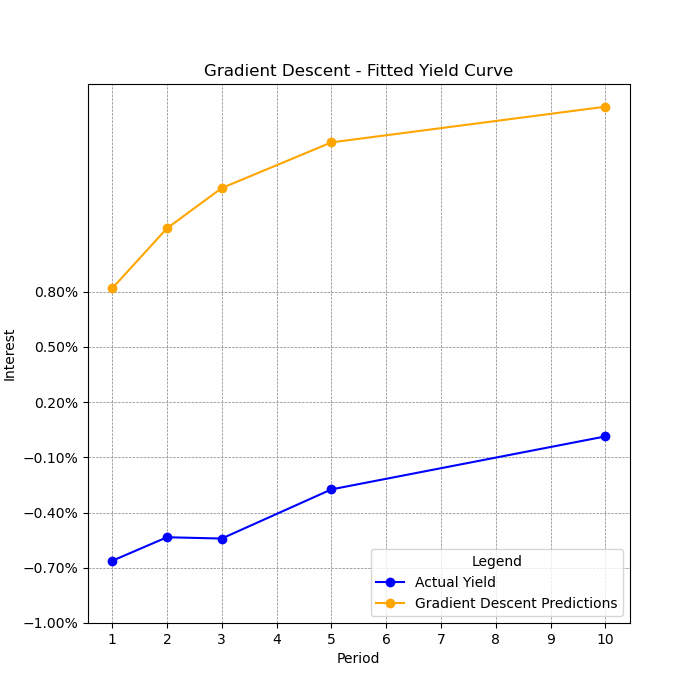 Gradient Descent - Fitted Yield Curve
Interest
0.80%
0.50%
0.20%
−0.10%
−0.40%
−0.70%
−1.00%
Legend
Actual Yield
Gradient Descent Predictions
1 2 3 4 5 6 7 8 9 10
Period